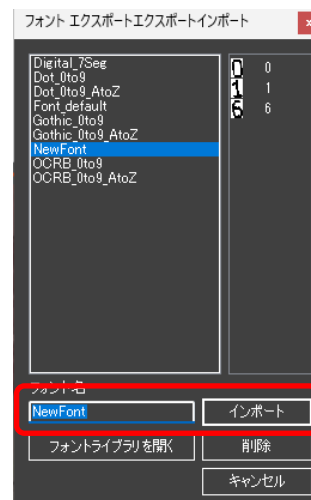 フォント エクスポートエクスポートインポート
Digital_7Seg
Dot_0to9
Dot_0to9_AtoZ
Font_default
Gothic_0to9
Gothic_0to9_AtoZ
NewFont
OCRB_0to9
OCRB_0to9_AtoZ
0 0
1 1
6 6
フォント名
NewFont
インポート
フォントライブラリを開く
削除
キャンセル